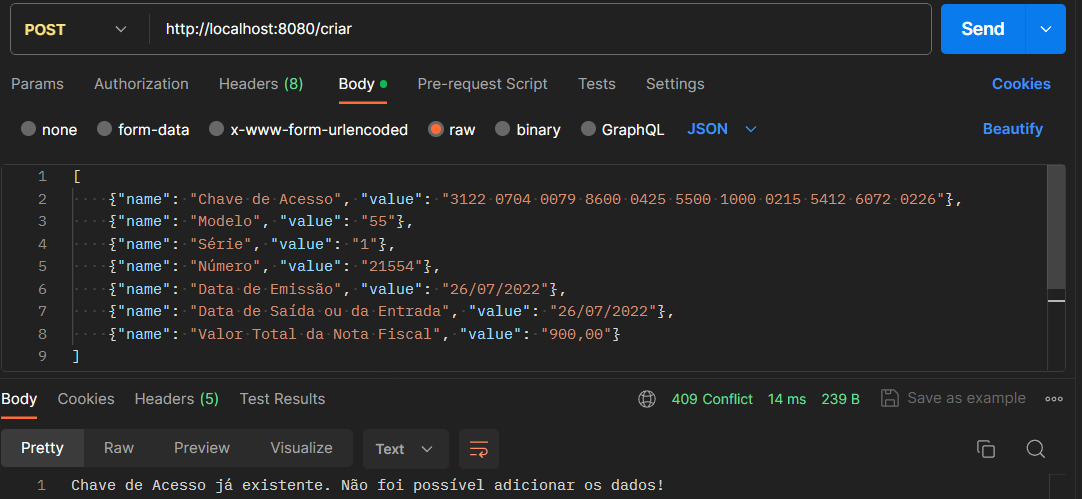 POST http://localhost:8080/criar Send
Params Authorization Headers (8) Body Pre-request Script Tests Settings Cookies
none form-data x-www-form-urlencoded raw binary GraphQL JSON Beautify
1 [
2 {"name": "Chave de Acesso", "value": "3122 0704 0079 8600 0425 5500 1000 0215 5412 6072 0226"},
3 {"name": "Modelo", "value": "55"},
4 {"name": "Série", "value": "1"},
5 {"name": "Número", "value": "21554"},
6 {"name": "Data de Emissão", "value": "26/07/2022"},
7 {"name": "Data de Saída ou da Entrada", "value": "26/07/2022"},
8 {"name": "Valor Total da Nota Fiscal", "value": "900,00"}
9 ]
Body Cookies Headers (5) Test Results 409 Conflict 14 ms 239 B Save as example
Pretty Raw Preview Visualize Text
1 Chave de Acesso já existente. Não foi possível adicionar os dados!